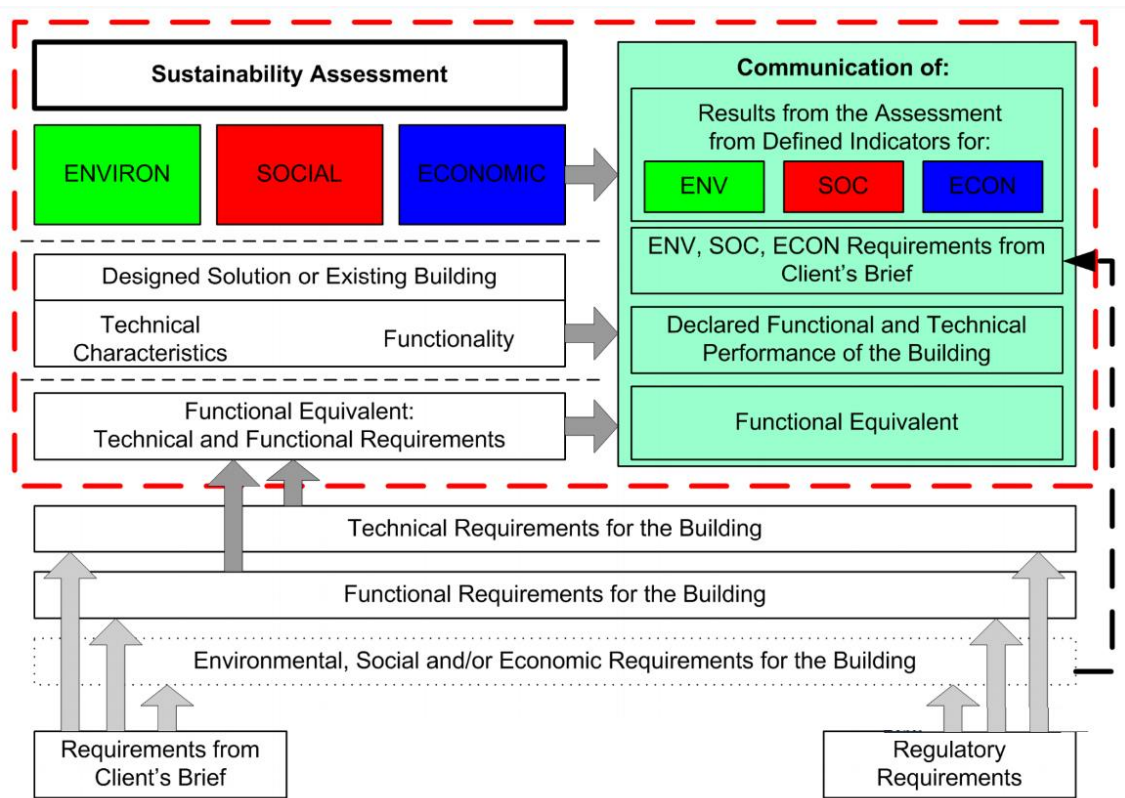 Sustainability Assessment
ENVIRON
SOCIAL
ECONOMIC
Communication of:
Results from the Assessment
from Defined Indicators for:
ENV
SOC
ECON
ENV, SOC, ECON Requirements from
Client's Brief
Designed Solution or Existing Building
Technical
Characteristics
Functionality
Declared Functional and Technical
Performance of the Building
Functional Equivalent:
Technical and Functional Requirements
Functional Equivalent
Technical Requirements for the Building
Functional Requirements for the Building
Environmental, Social and/or Economic Requirements for the Building
Requirements from
Client's Brief
Regulatory
Requirements